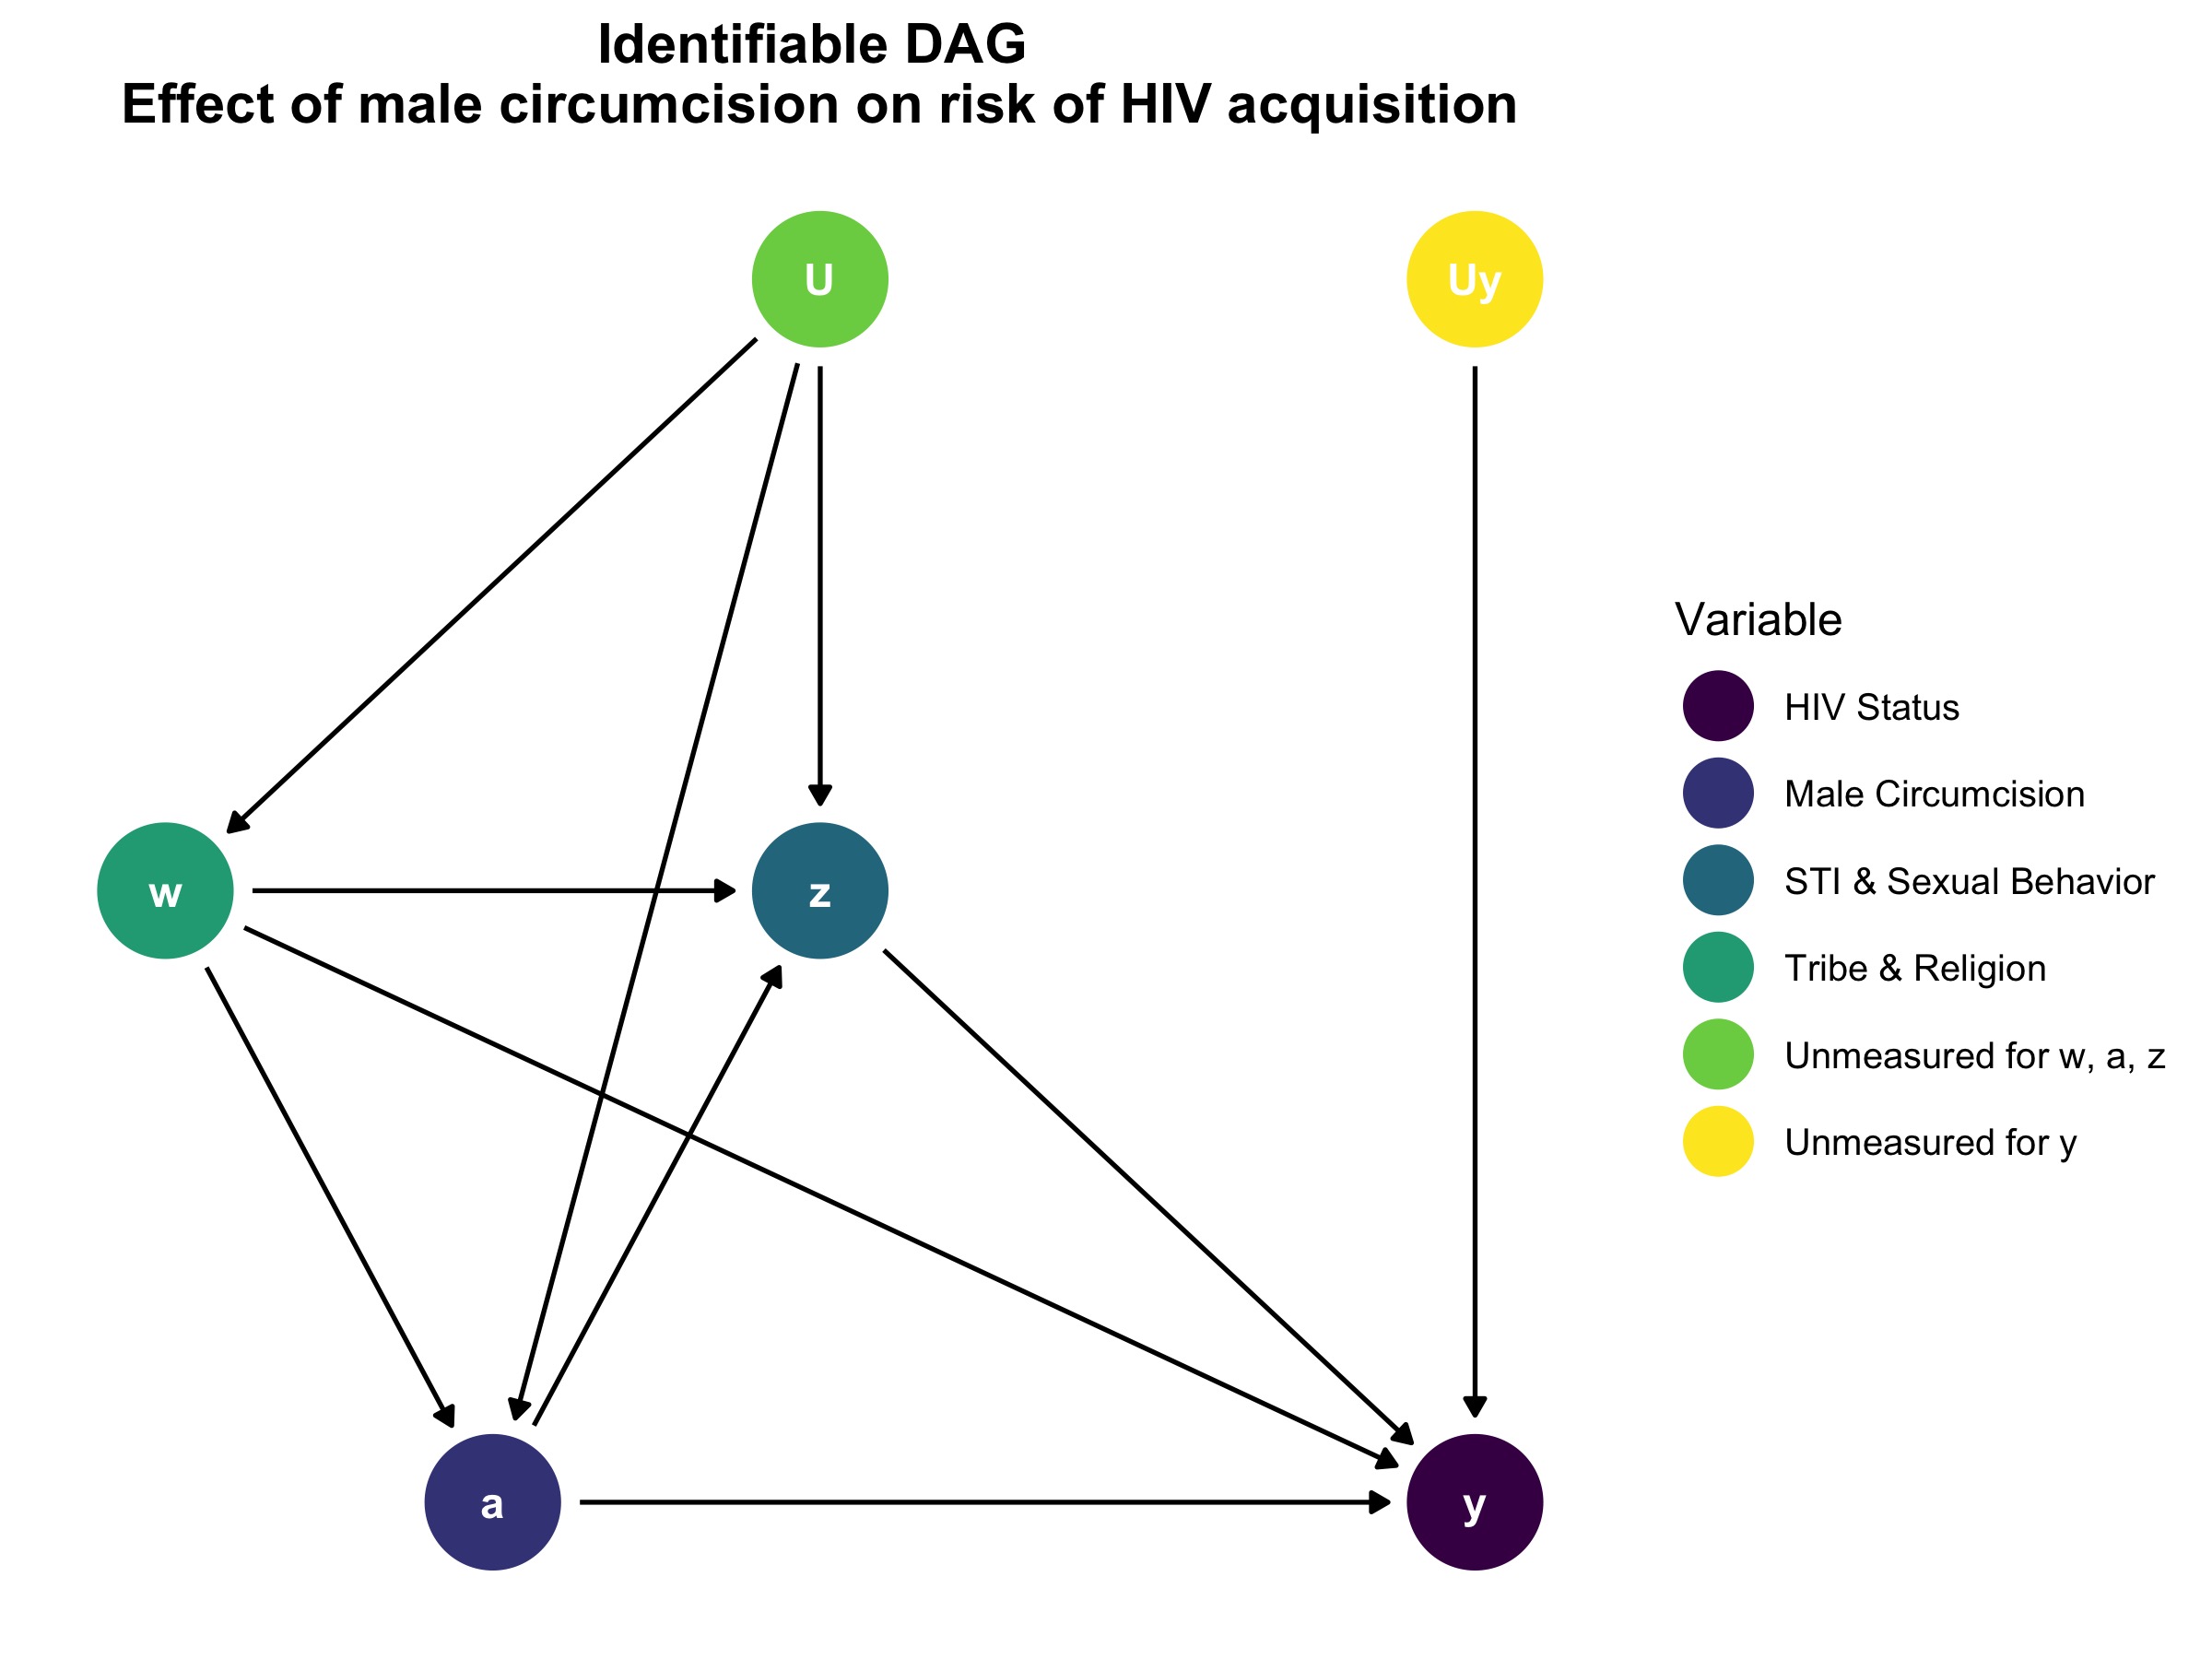 Identifiable DAG
Effect of male circumcision on risk of HIV acquisition
U
Uy
w
z
a
y
Variable
HIV Status
Male Circumcision
STI & Sexual Behavior
Tribe & Religion
Unmeasured for w, a, z
Unmeasured for y